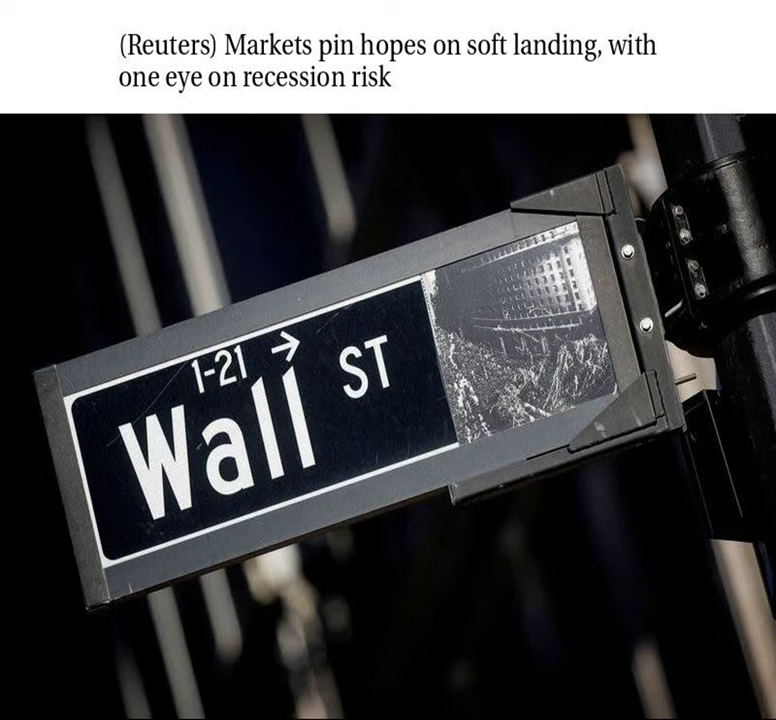 (Reuters) Markets pin hopes on soft landing, with
one eye on recession risk
1-21 →
Wall ST